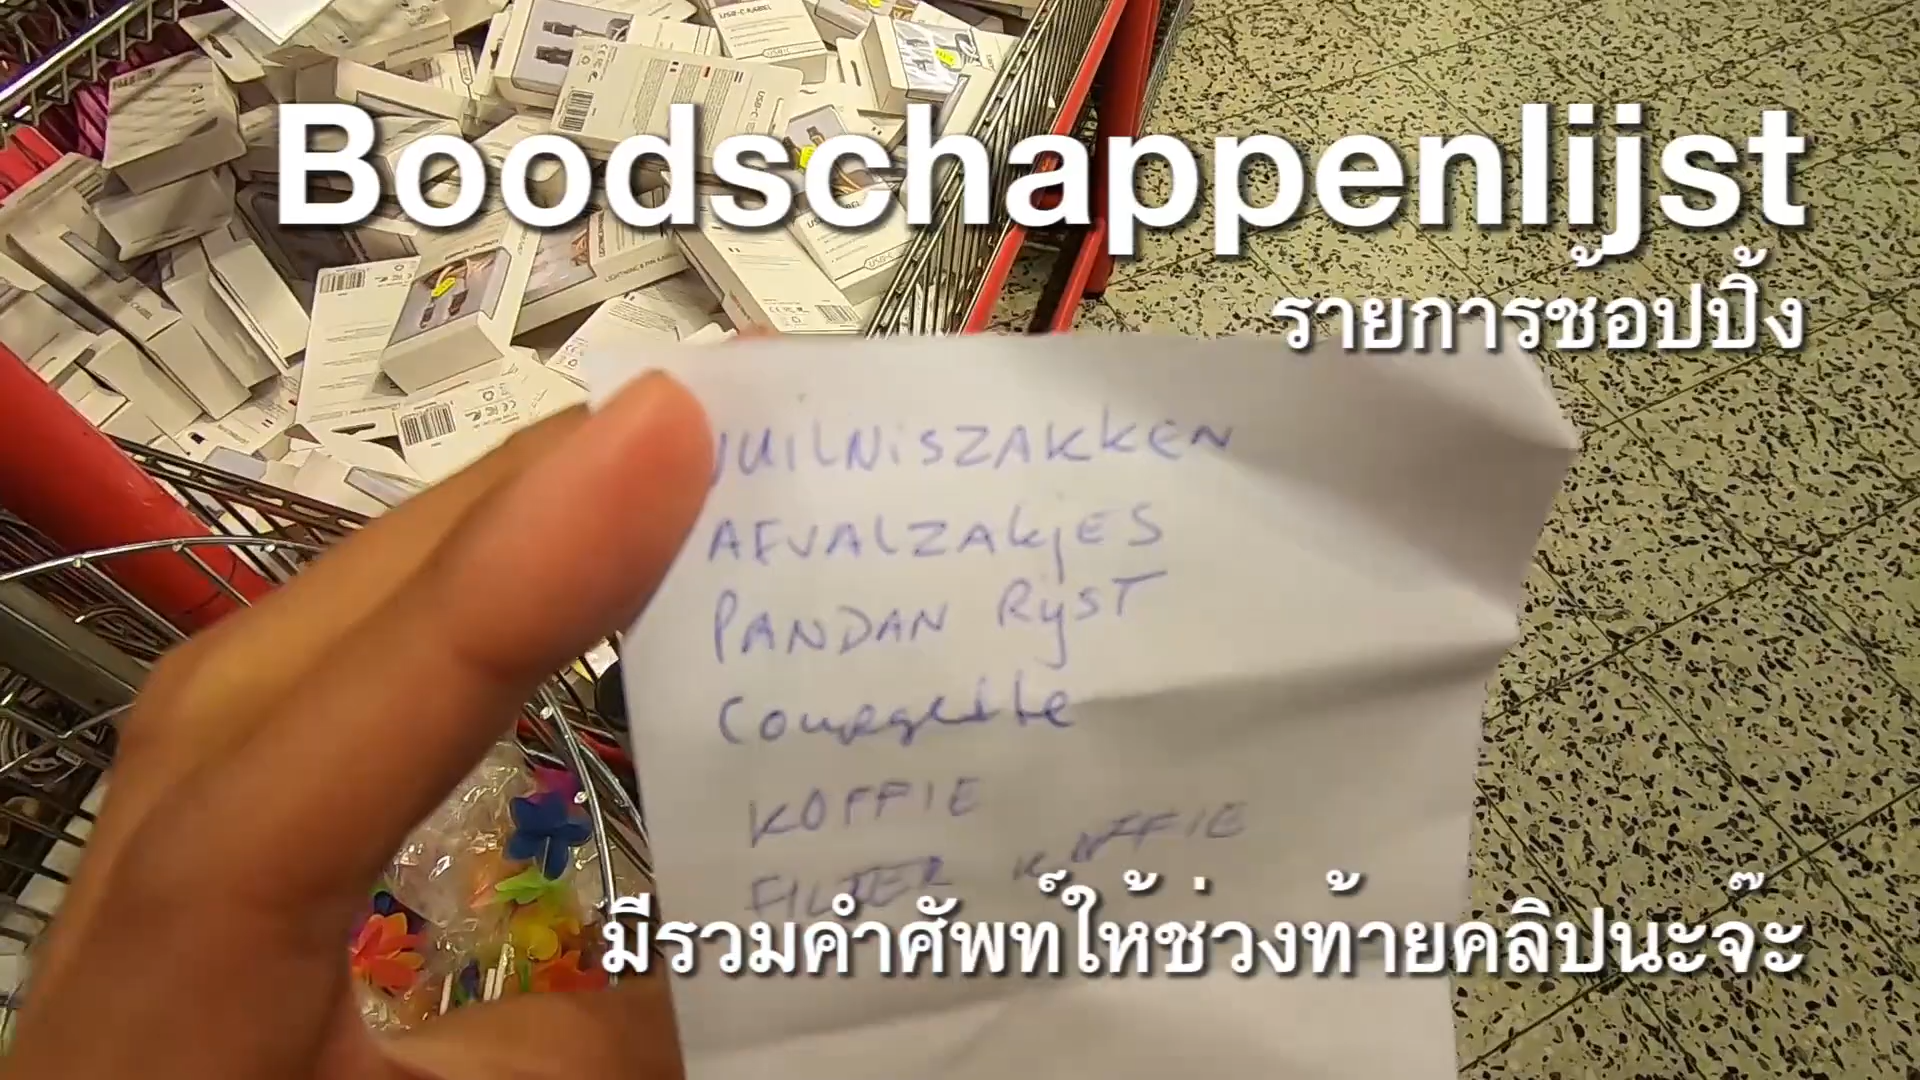 Boodschappenlijst
รายการช้อปปิ้ง
VUILNISZAKKEN
AFVALZAKJES
PANDAN RYST
Courgette
KOFFIE
FILTER KOFFIE
มีรวมคำศัพท์ให้ช่วงท้ายคลิปนะจ๊ะ